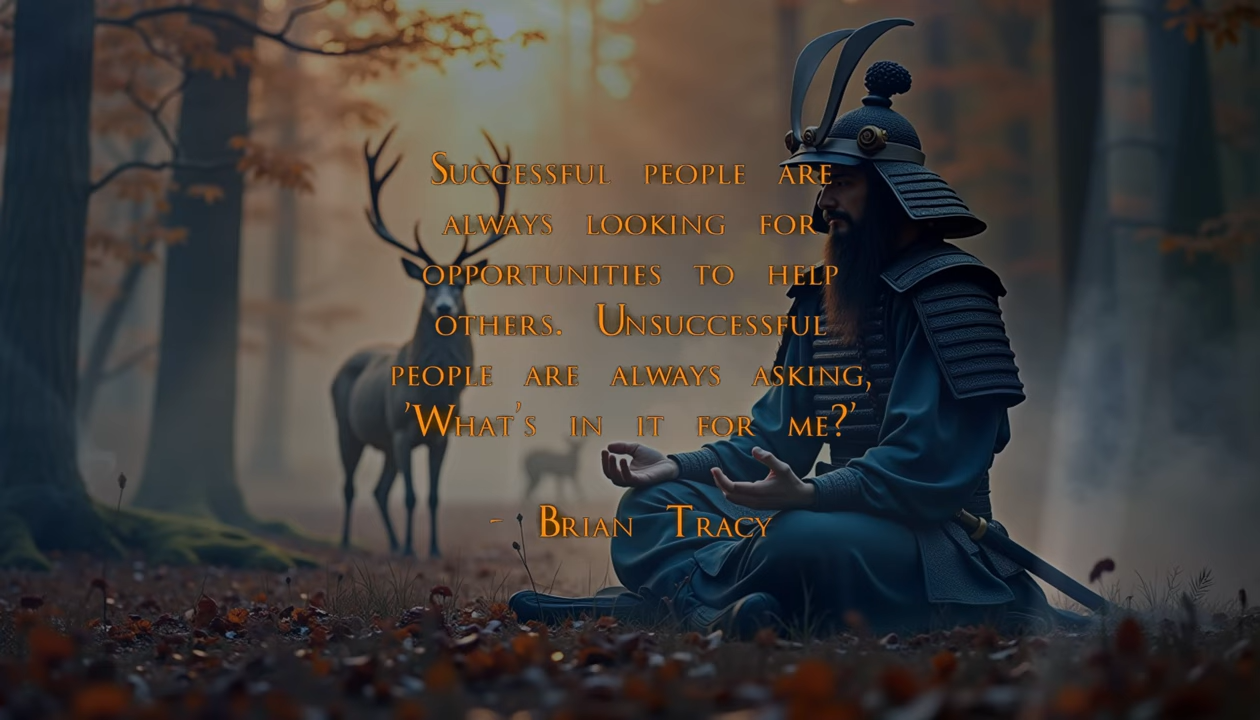 Successful people are
always looking for
opportunities to help
others. Unsuccessful
people are always asking,
'What's in it for me?'
- Brian Tracy